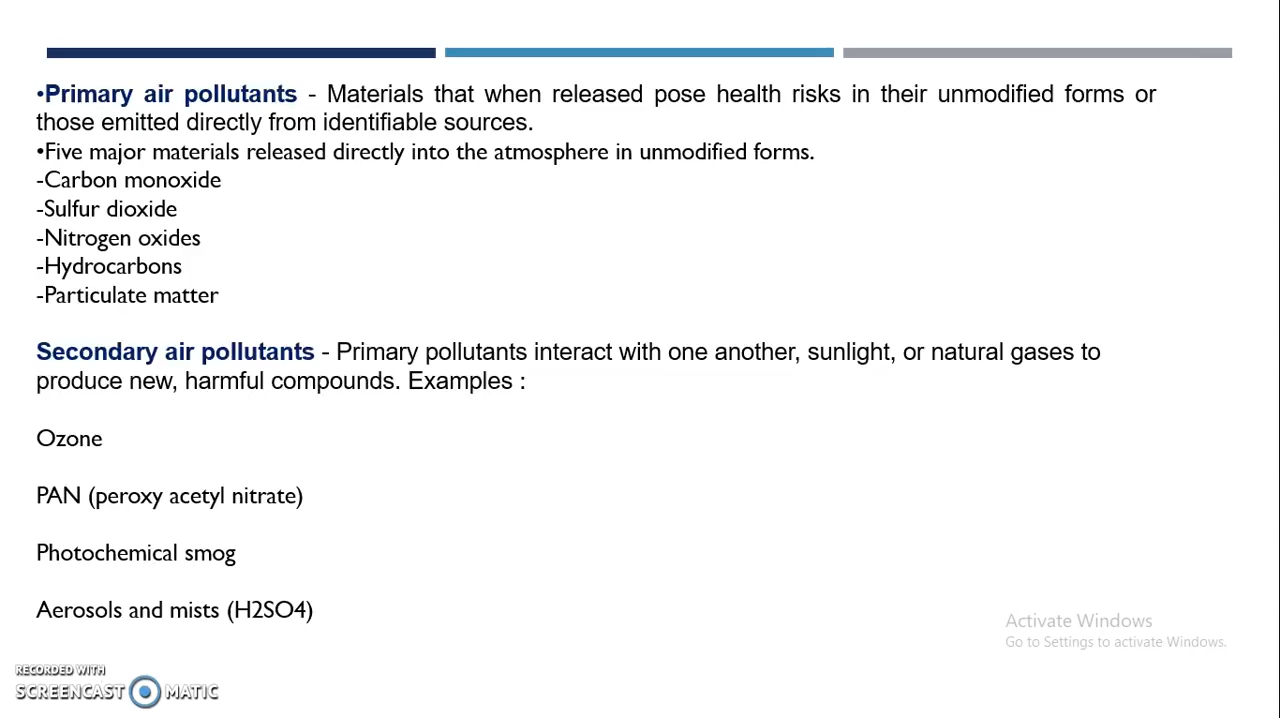 •Primary air pollutants - Materials that when released pose health risks in their unmodified forms or
those emitted directly from identifiable sources.
•Five major materials released directly into the atmosphere in unmodified forms.
-Carbon monoxide
-Sulfur dioxide
-Nitrogen oxides
-Hydrocarbons
-Particulate matter
Secondary air pollutants - Primary pollutants interact with one another, sunlight, or natural gases to
produce new, harmful compounds. Examples :
Ozone
PAN (peroxy acetyl nitrate)
Photochemical smog
Aerosols and mists (H2SO4)
Activate Windows
Go to Settings to activate Windows.
RECORDED WITH
SCREENCAST MATIC